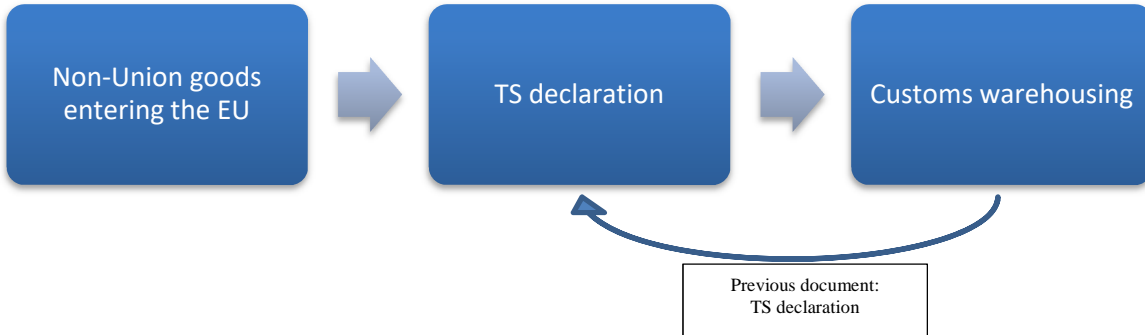 Non-Union goods
entering the EU
TS declaration
Customs warehousing
Previous document:
TS declaration